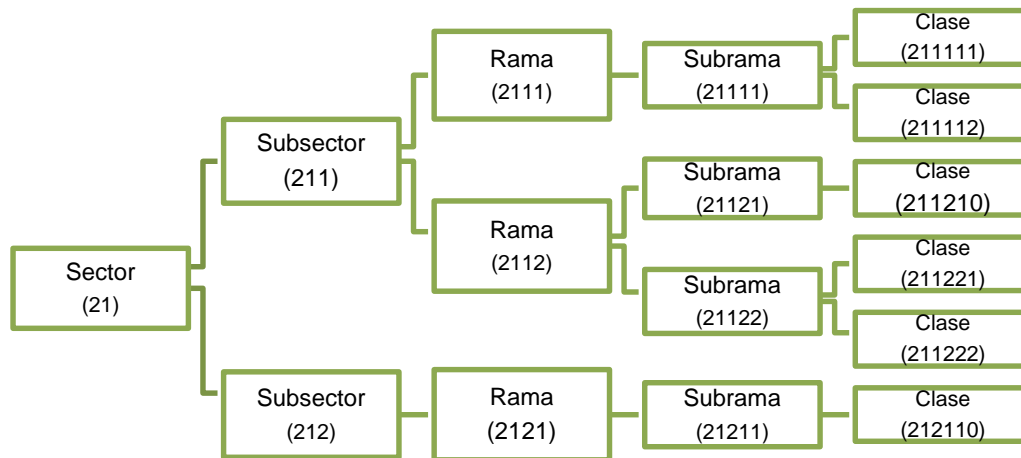 Sector
(21)
Subsector
(211)
Rama
(2111)
Subrama
(21111)
Clase
(211111)
Clase
(211112)
Rama
(2112)
Subrama
(21121)
Clase
(211210)
Subrama
(21122)
Clase
(211221)
Clase
(211222)
Subsector
(212)
Rama
(2121)
Subrama
(21211)
Clase
(212110)